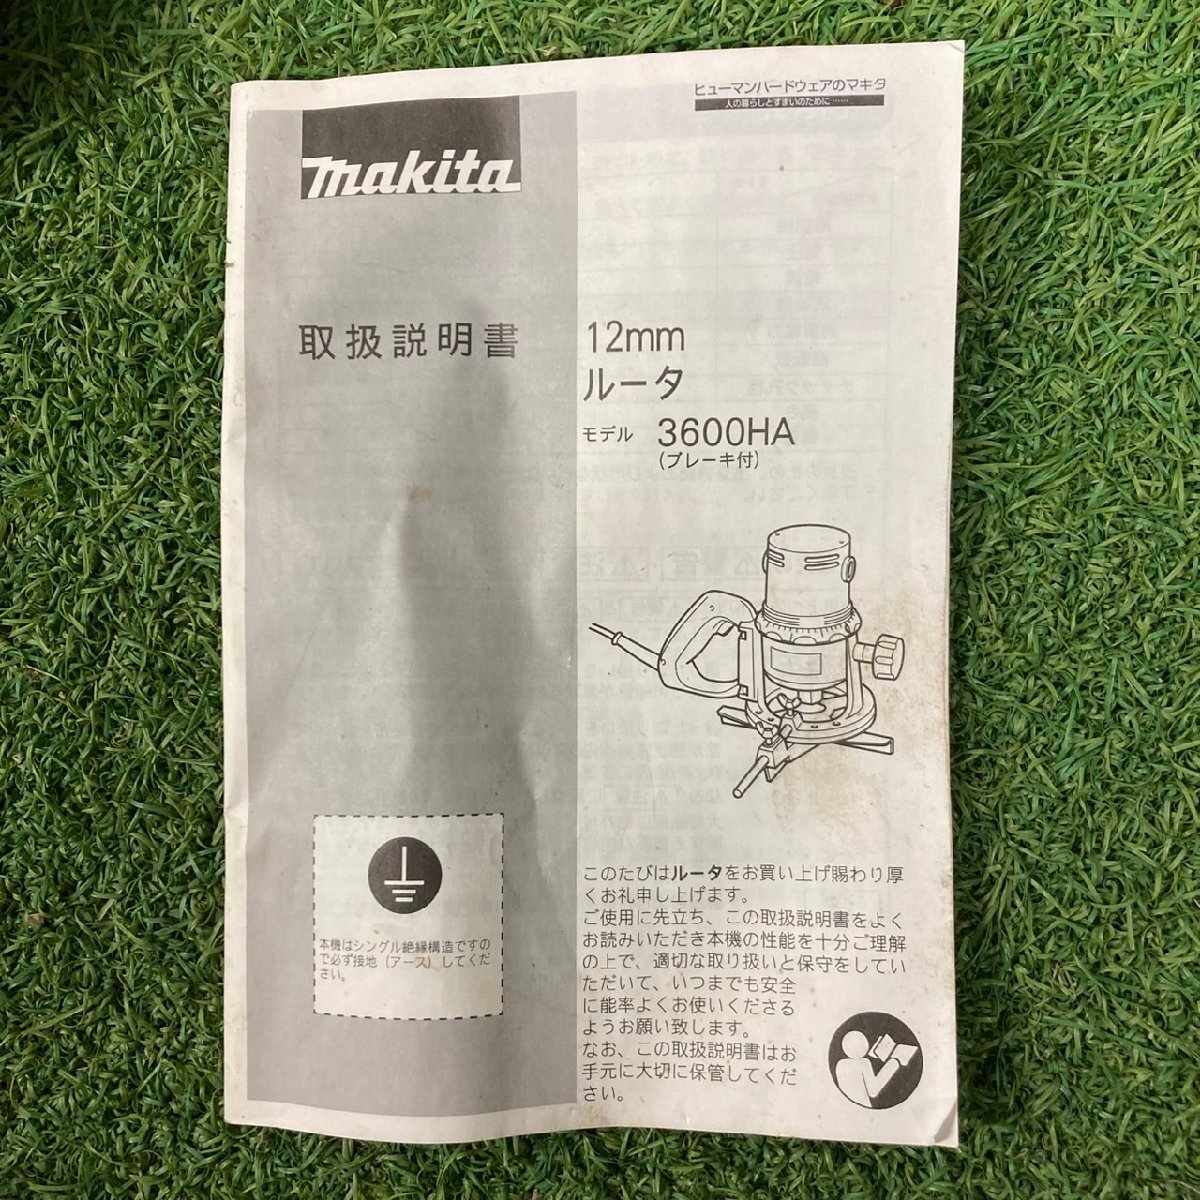 ヒューマンハードウェアのマキタ
人の暮らしとすまいのために……
makita
取扱説明書
12mm
ルータ
モデル 3600HA
(ブレーキ付)
本機はシングル絶縁構造ですの
で必ず接地（アース）してくだ
さい。
このたびはルータをお買い上げ賜わり厚
くお礼申し上げます。
ご使用に先立ち、この取扱説明書をよく
お読みいただき本機の性能を十分ご理解
の上で、適切な取り扱いと保守をしてい
ただいて、いつまでも安全
に能率よくお使いくださる
ようお願い致します。
なお、この取扱説明書はお
手元に大切に保管してくだ
さい。